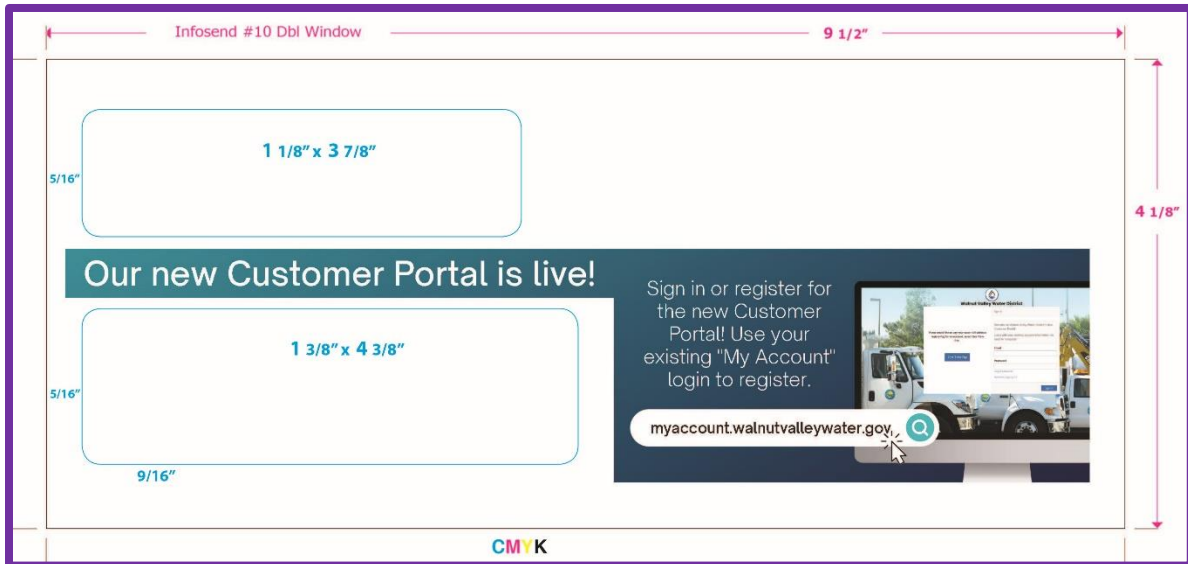 Infosend #10 Dbl Window
9 1/2"
1 1/8" x 3 7/8"
5/16"
4 1/8"
Our new Customer Portal is live!
Sign in or register for
the new Customer
Portal! Use your
existing "My Account"
login to register.
Walnut Valley Water District
myaccount.walnutvalleywater.gov
1 3/8" x 4 3/8"
5/16"
9/16"
CMYK